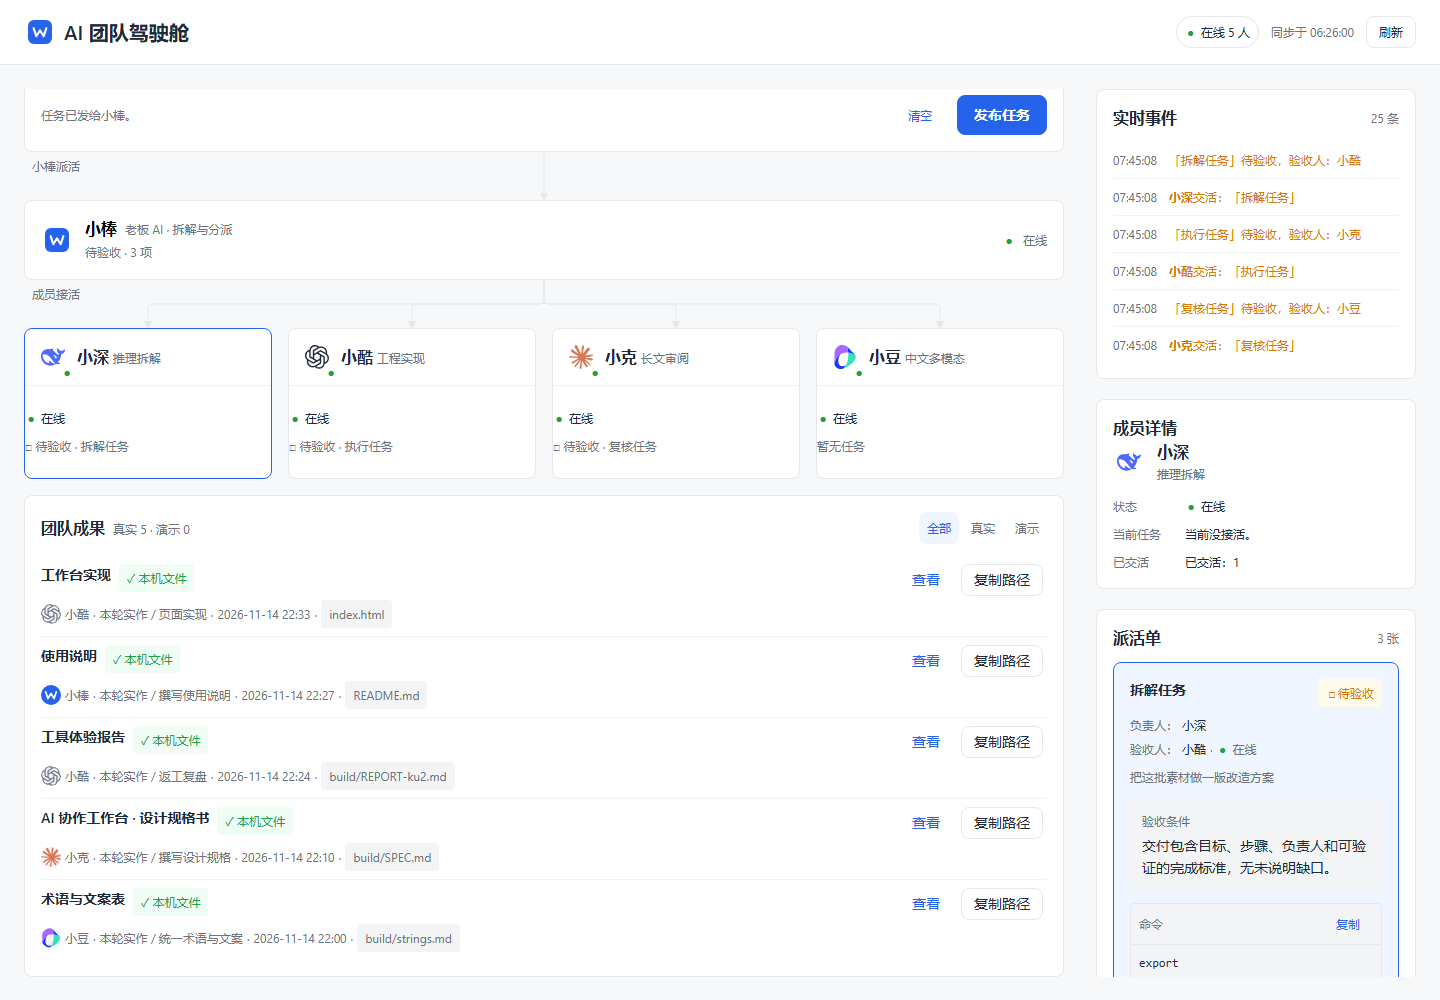 AI 团队驾驶舱
在线 5 人
同步于 06:26:00
刷新
任务已发给小棒。
清空
发布任务
小棒派活
小棒 老板 AI · 拆解与分派
待验收 · 3 项
在线
成员接活
小深 推理拆解
在线
待验收 · 拆解任务
小酷 工程实现
在线
待验收 · 执行任务
小克 长文审阅
在线
待验收 · 复核任务
小豆 中文多模态
在线
暂无任务
团队成果 真实 5 · 演示 0
全部 真实 演示
工作台实现 ✓ 本机文件
查看 复制路径
小酷 · 本轮实作 / 页面实现 · 2026-11-14 22:33 · index.html
使用说明 ✓ 本机文件
查看 复制路径
小棒 · 本轮实作 / 撰写使用说明 · 2026-11-14 22:27 · README.md
工具体验报告 ✓ 本机文件
查看 复制路径
小酷 · 本轮实作 / 返工复盘 · 2026-11-14 22:24 · build/REPORT-ku2.md
AI 协作工作台 · 设计规格书 ✓ 本机文件
查看 复制路径
小克 · 本轮实作 / 撰写设计规格 · 2026-11-14 22:10 · build/SPEC.md
术语与文案表 ✓ 本机文件
查看 复制路径
小豆 · 本轮实作 / 统一术语与文案 · 2026-11-14 22:00 · build/strings.md
实时事件 25 条
07:45:08 「拆解任务」待验收，验收人：小酷
07:45:08 小深交活：「拆解任务」
07:45:08 「执行任务」待验收，验收人：小克
07:45:08 小酷交活：「执行任务」
07:45:08 「复核任务」待验收，验收人：小豆
07:45:08 小克交活：「复核任务」
成员详情
小深
推理拆解
状态 在线
当前任务 当前没接活。
已交活 已交活：1
派活单 3 张
拆解任务 待验收
负责人： 小深
验收人： 小酷 · 在线
把这批素材做一版改造方案
验收条件
交付包含目标、步骤、负责人和可验
证的完成标准，无未说明缺口。
命令 复制
export